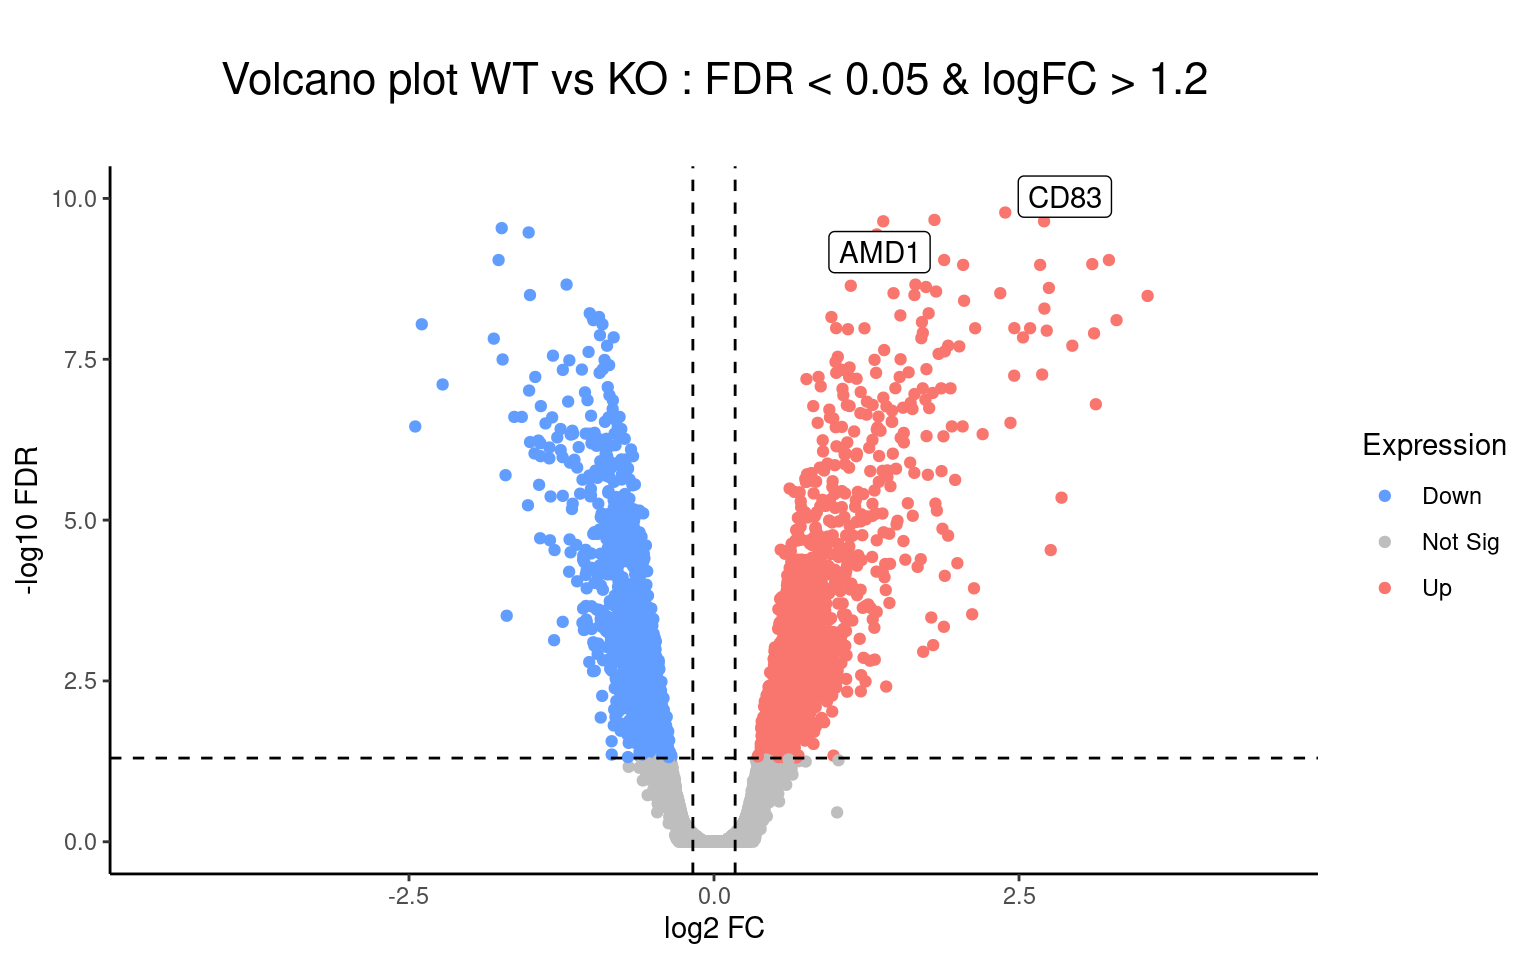 Volcano plot WT vs KO : FDR < 0.05 & logFC > 1.2
10.0
7.5
5.0
2.5
0.0
-log10 FDR
CD83
AMD1
-2.5
0.0
2.5
log2 FC
Expression
Down
Not Sig
Up